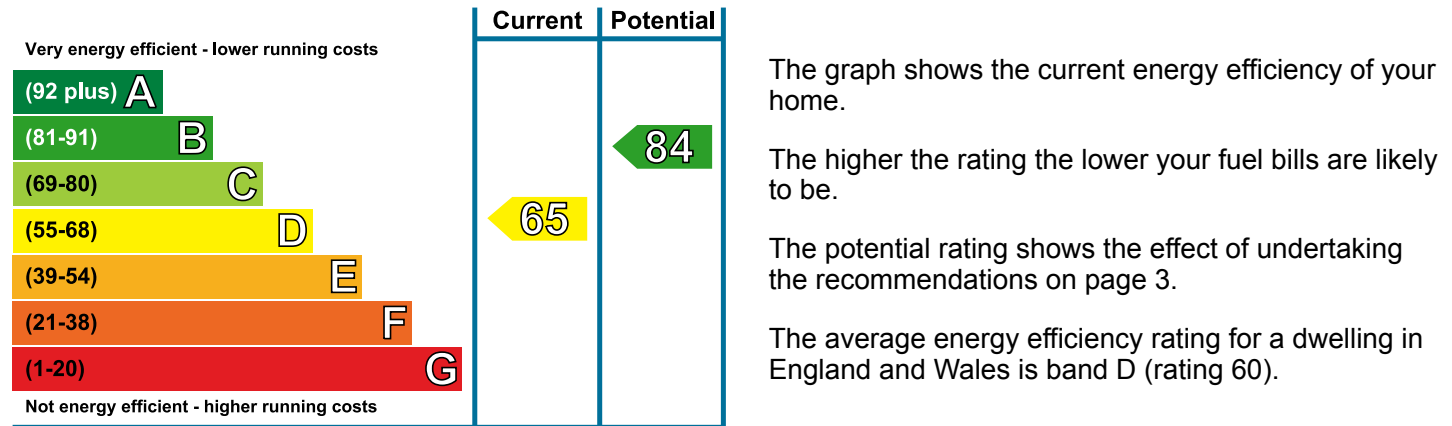 Current Potential
Very energy efficient - lower running costs
(92 plus) A
(81-91) B
84
(69-80) C
(55-68) D
65
(39-54) E
(21-38) F
(1-20) G
Not energy efficient - higher running costs
The graph shows the current energy efficiency of your
home.
The higher the rating the lower your fuel bills are likely
to be.
The potential rating shows the effect of undertaking
the recommendations on page 3.
The average energy efficiency rating for a dwelling in
England and Wales is band D (rating 60).